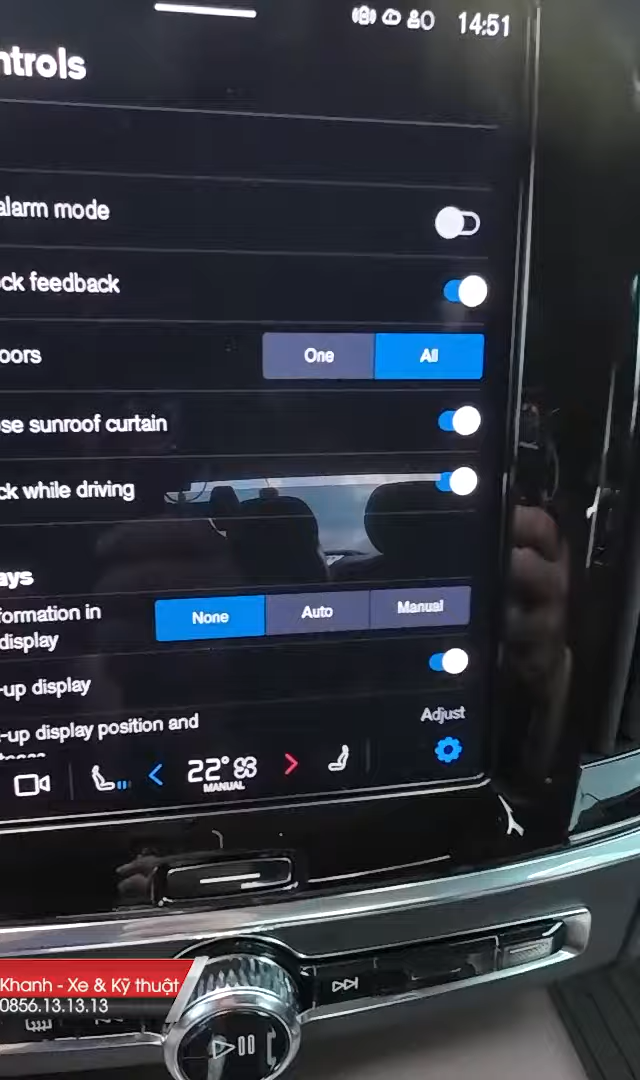 14:51
ntrols
alarm mode
ck feedback
oors
One
All
se sunroof curtain
ck while driving
ays
formation in
display
None
Auto
Manual
-up display
-up display position and
Adjust
22°
MANUAL
Khanh - Xe & Kỹ thuật
0856.13.13.13